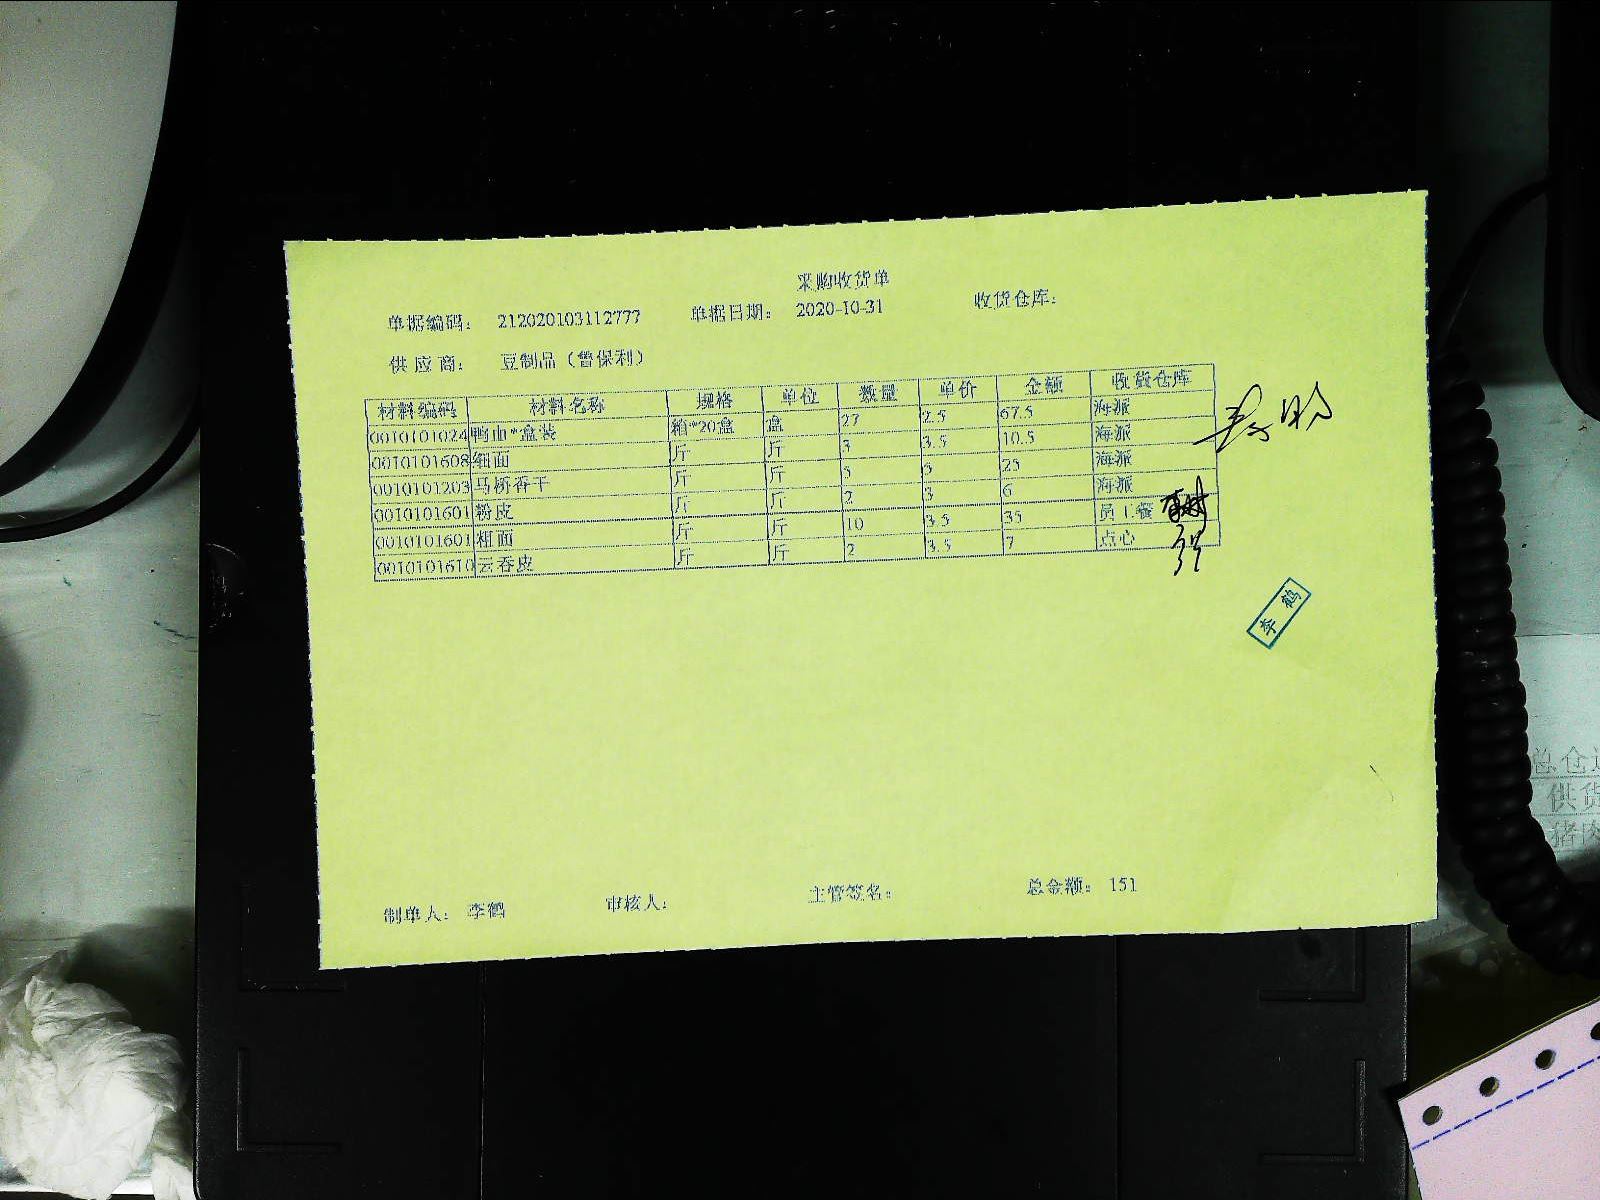 采购收货单
单据编码： 212020103112777 单据日期： 2020-10-31 收货仓库：
供应商： 豆制品（曾保利）
材料编码 材料名称 规格 单位 数量 单价 金额 收货仓库
0010101024 鸭血*盒装 箱*20盒 盒 27 2.5 67.5 海派
0010101608 细面 斤 斤 3 3.5 10.5 海派
0010101203 马桥香干 斤 斤 5 5 25 海派
0010101601 粉皮 斤 斤 2 3 6 海派
0010101601 粗面 斤 斤 10 3.5 35 员工餐
0010101610 云吞皮 斤 斤 2 3.5 7 点心
李鹤
制单人： 李鹤 审核人： 主管签名： 总金额： 151
总仓
供货
猪肉